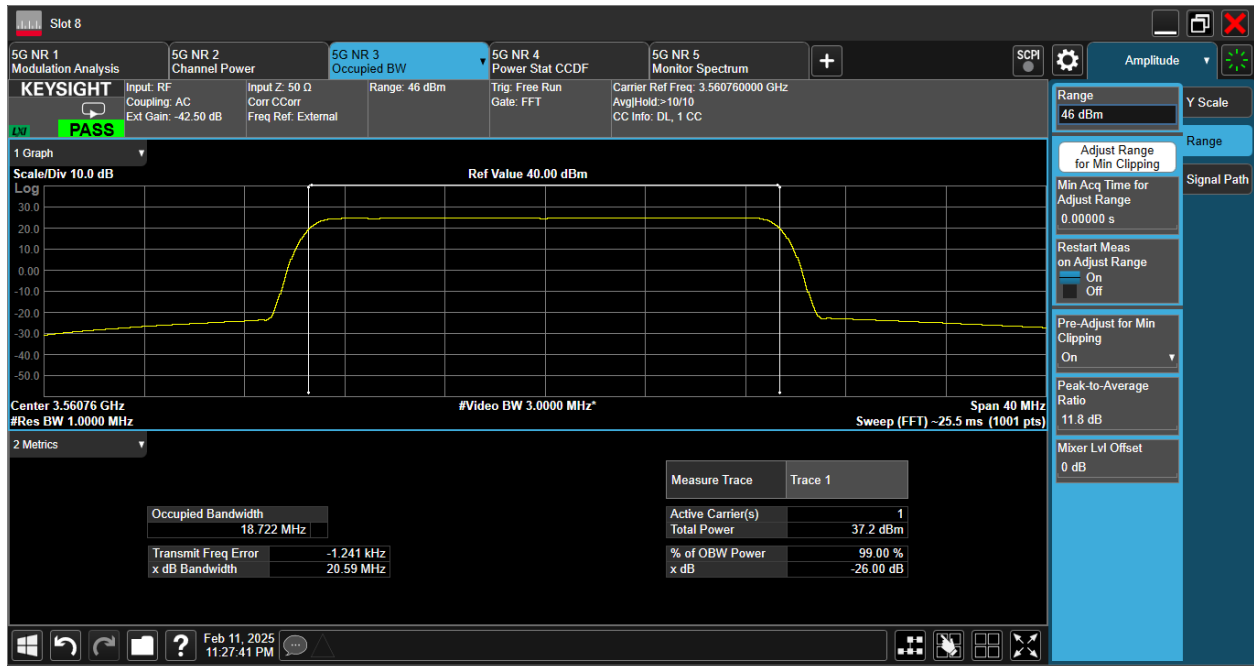 Slot 8
5G NR 1
Modulation Analysis
5G NR 2
Channel Power
5G NR 3
Occupied BW
5G NR 4
Power Stat CCDF
5G NR 5
Monitor Spectrum
SCPI
Amplitude
KEYSIGHT
LXI
PASS
Input: RF
Coupling: AC
Ext Gain: -42.50 dB
Input Z: 50 Ω
Corr CCorr
Freq Ref: External
Range: 46 dBm
Trig: Free Run
Gate: FFT
Carrier Ref Freq: 3.560760000 GHz
Avg|Hold:>10/10
CC Info: DL, 1 CC
1 Graph
Scale/Div 10.0 dB
Ref Value 40.00 dBm
Log
30.0
20.0
10.0
0.00
-10.0
-20.0
-30.0
-40.0
-50.0
Center 3.56076 GHz
#Video BW 3.0000 MHz*
Span 40 MHz
#Res BW 1.0000 MHz
Sweep (FFT) ~25.5 ms (1001 pts)
2 Metrics
Measure Trace Trace 1
Occupied Bandwidth
18.722 MHz
Transmit Freq Error -1.241 kHz
x dB Bandwidth 20.59 MHz
Active Carrier(s) 1
Total Power 37.2 dBm
% of OBW Power 99.00 %
x dB -26.00 dB
Range
46 dBm
Adjust Range
for Min Clipping
Min Acq Time for
Adjust Range
0.00000 s
Restart Meas
on Adjust Range
On
Off
Pre-Adjust for Min
Clipping
On
Peak-to-Average
Ratio
11.8 dB
Mixer Lvl Offset
0 dB
Y Scale
Range
Signal Path
Feb 11, 2025
11:27:41 PM